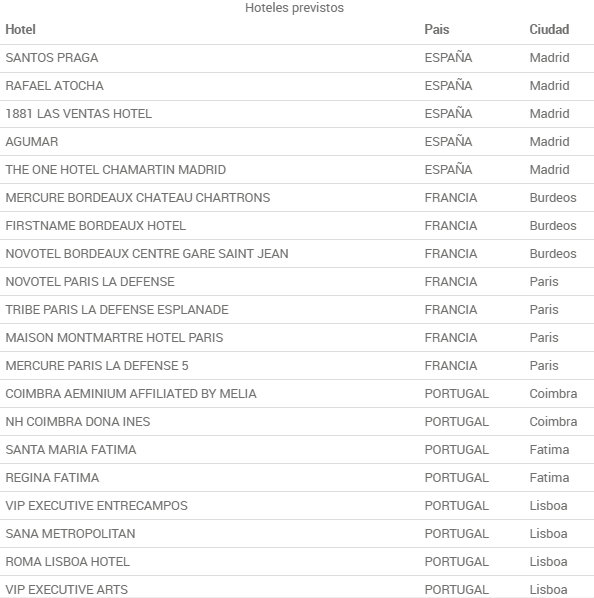 Hoteles previstos
Hotel Pais Ciudad
SANTOS PRAGA ESPAÑA Madrid
RAFAEL ATOCHA ESPAÑA Madrid
1881 LAS VENTAS HOTEL ESPAÑA Madrid
AGUMAR ESPAÑA Madrid
THE ONE HOTEL CHAMARTIN MADRID ESPAÑA Madrid
MERCURE BORDEAUX CHATEAU CHARTRONS FRANCIA Burdeos
FIRSTNAME BORDEAUX HOTEL FRANCIA Burdeos
NOVOTEL BORDEAUX CENTRE GARE SAINT JEAN FRANCIA Burdeos
NOVOTEL PARIS LA DEFENSE FRANCIA Paris
TRIBE PARIS LA DEFENSE ESPLANADE FRANCIA Paris
MAISON MONTMARTRE HOTEL PARIS FRANCIA Paris
MERCURE PARIS LA DEFENSE 5 FRANCIA Paris
COIMBRA AEMINIUM AFFILIATED BY MELIA PORTUGAL Coimbra
NH COIMBRA DONA INES PORTUGAL Coimbra
SANTA MARIA FATIMA PORTUGAL Fatima
REGINA FATIMA PORTUGAL Fatima
VIP EXECUTIVE ENTRECAMPOS PORTUGAL Lisboa
SANA METROPOLITAN PORTUGAL Lisboa
ROMA LISBOA HOTEL PORTUGAL Lisboa
VIP EXECUTIVE ARTS PORTUGAL Lisboa